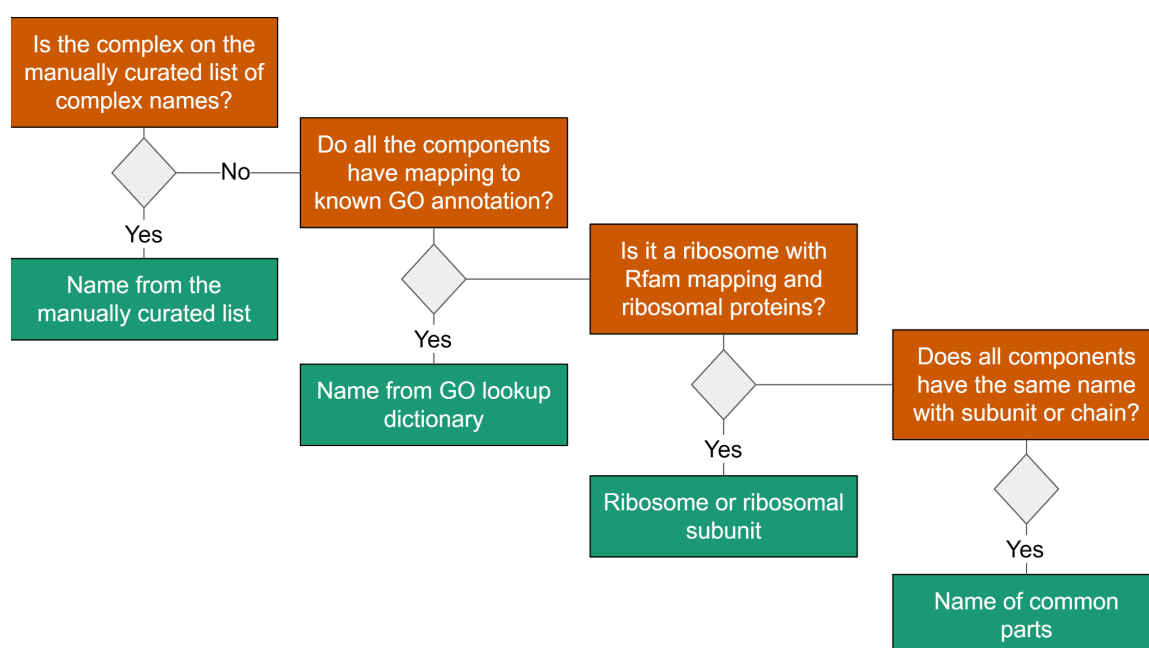 Is the complex on the
manually curated list of
complex names?
No
Yes
Name from the
manually curated list
Do all the components
have mapping to
known GO annotation?
Yes
Name from GO lookup
dictionary
Is it a ribosome with
Rfam mapping and
ribosomal proteins?
Yes
Ribosome or ribosomal
subunit
Does all components
have the same name
with subunit or chain?
Yes
Name of common
parts